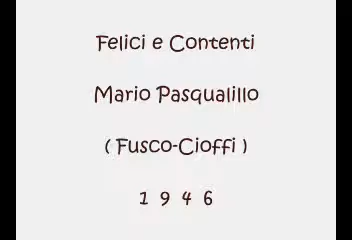 Felici e Contenti
Mario Pasqualillo
( Fusco-Cioffi )
1 9 4 6